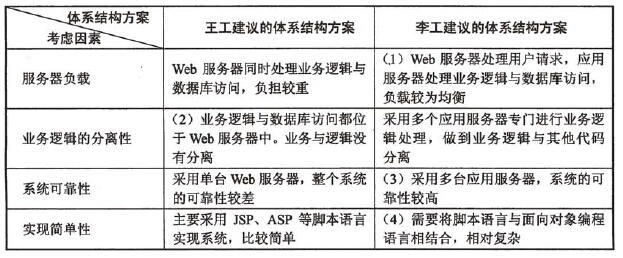 体系结构方案
考虑因素
王工建议的体系结构方案
李工建议的体系结构方案
服务器负载
Web 服务器同时处理业务逻辑与
数据库访问，负担较重
（1）Web 服务器处理用户请求，应用
服务器处理业务逻辑与数据库访问，
负载较为均衡
业务逻辑的分离性
（2）业务逻辑与数据库访问都位
于 Web 服务器中。业务与逻辑没
有分离
采用多个应用服务器专门进行业务逻
辑处理，做到业务逻辑与其他代码
分离
系统可靠性
采用单台 Web 服务器，整个系统
的可靠性较差
（3）采用多台应用服务器，系统的可
靠性较高
实现简单性
主要采用 JSP、ASP 等脚本语言
实现系统，比较简单
（4）需要将脚本语言与面向对象编程
语言相结合，相对复杂